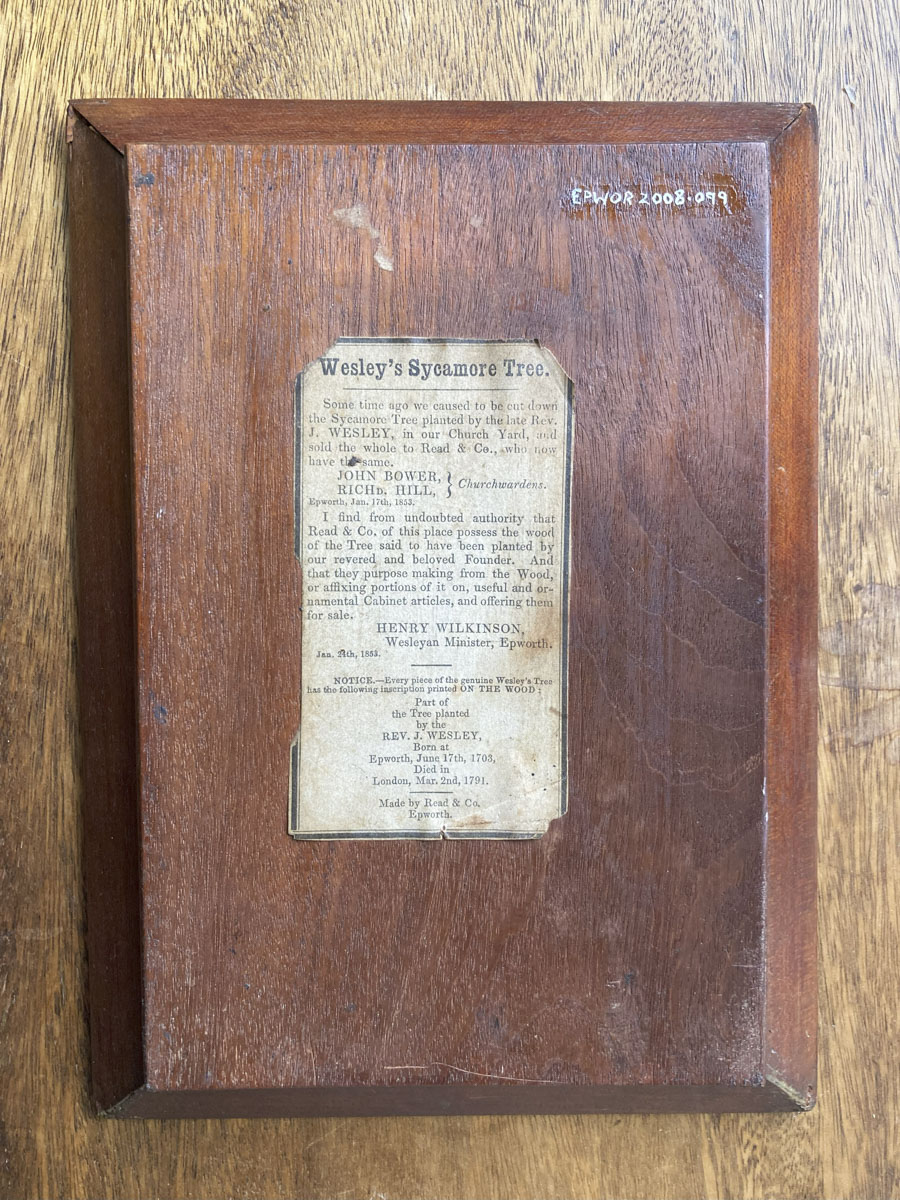 EPWOR 2008.099
Wesley's Sycamore Tree.
Some time ago we caused to be cut down
the Sycamore Tree planted by the late Rev.
J. WESLEY, in our Church Yard, and
sold the whole to Read & Co., who now
have the same.
JOHN BOWER, } Churchwardens.
RICHD. HILL,
Epworth, Jan. 17th, 1853.
I find from undoubted authority that
Read & Co. of this place possess the wood
of the Tree said to have been planted by
our revered and beloved Founder. And
that they purpose making from the Wood,
or affixing portions of it on, useful and or-
namental Cabinet articles, and offering them
for sale.
HENRY WILKINSON,
Wesleyan Minister, Epworth.
Jan. 24th, 1853.
NOTICE.—Every piece of the genuine Wesley's Tree
has the following inscription printed ON THE WOOD:
Part of
the Tree planted
by the
REV. J. WESLEY,
Born at
Epworth, June 17th, 1703,
Died in
London, Mar. 2nd, 1791.
Made by Read & Co.
Epworth.